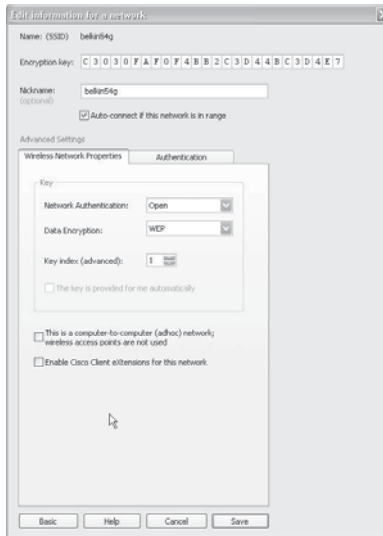 Edit information for a network
Name: (SSID) belkin54g
Encryption key: C 3 0 3 0 F A F 0 F 4 B B 2 C 3 D 4 4 B C 3 D 4 E 7
Nickname: belkin54g
(optional)
Auto-connect if this network is in range
Advanced Settings
Wireless Network Properties Authentication
Key
Network Authentication: Open
Data Encryption: WEP
Key index (advanced): 1
The key is provided for me automatically
This is a computer-to-computer (adhoc) network;
wireless access points are not used
Enable Cisco Client eXtensions for this network
Basic Help Cancel Save